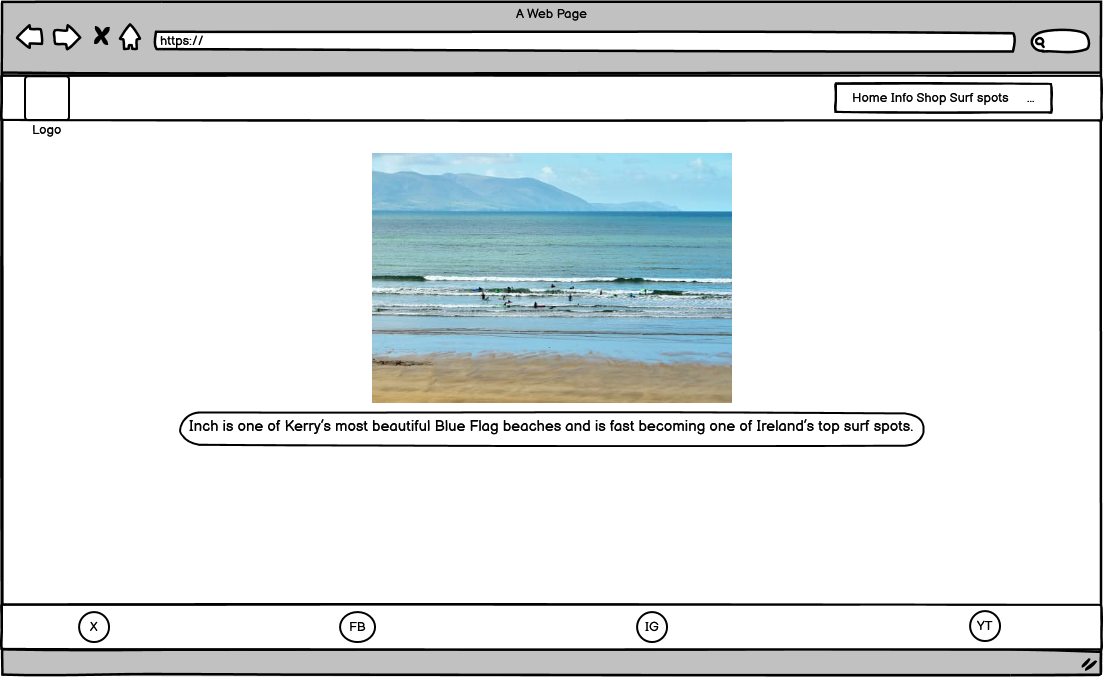 A Web Page
https://
Home Info Shop Surf spots ...
Logo
Inch is one of Kerry's most beautiful Blue Flag beaches and is fast becoming one of Ireland's top surf spots.
X FB IG YT